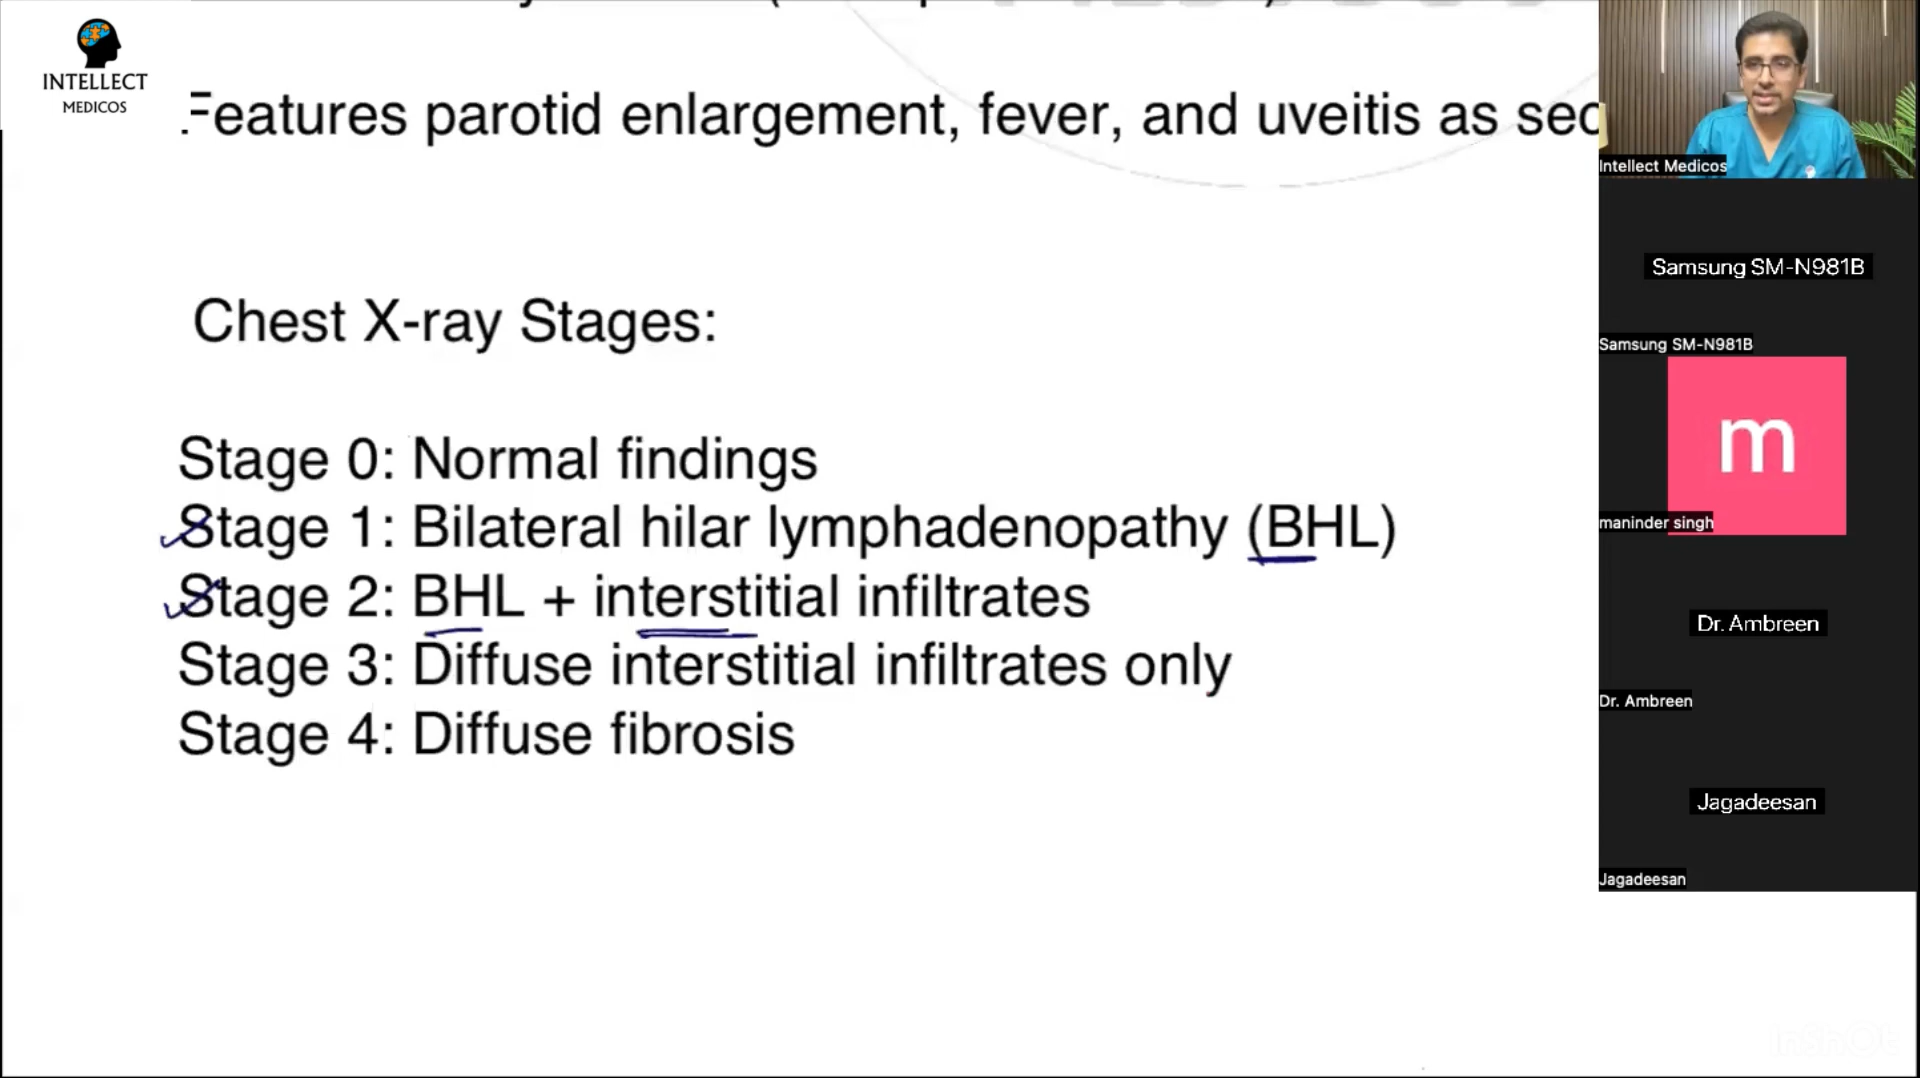 INTELLECT
MEDICOS
Features parotid enlargement, fever, and uveitis as sec
Chest X-ray Stages:
Stage 0: Normal findings
Stage 1: Bilateral hilar lymphadenopathy (BHL)
Stage 2: BHL + interstitial infiltrates
Stage 3: Diffuse interstitial infiltrates only
Stage 4: Diffuse fibrosis
Intellect Medicos
Samsung SM-N981B
Samsung SM-N981B
m
maninder singh
Dr. Ambreen
Dr. Ambreen
Jagadeesan
Jagadeesan
InShOt